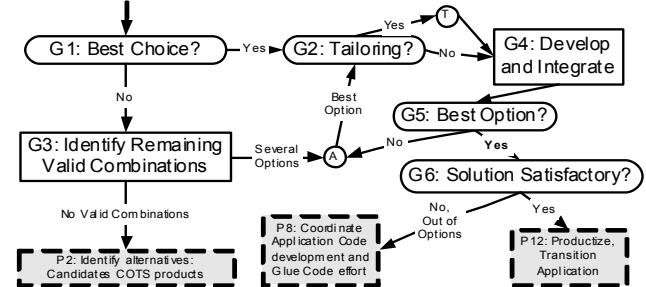 G1: Best Choice?
Yes
G2: Tailoring?
Yes
T
No
G4: Develop
and Integrate
No
Best
Option
G5: Best Option?
G3: Identify Remaining
Valid Combinations
Several
Options
A
No
Yes
G6: Solution Satisfactory?
No Valid Combinations
No,
Out of
Options
Yes
P2: Identify alternatives:
Candidates COTS products
P8: Coordinate
Application Code
development and
Glue Code effort
P12: Productize,
Transition
Application